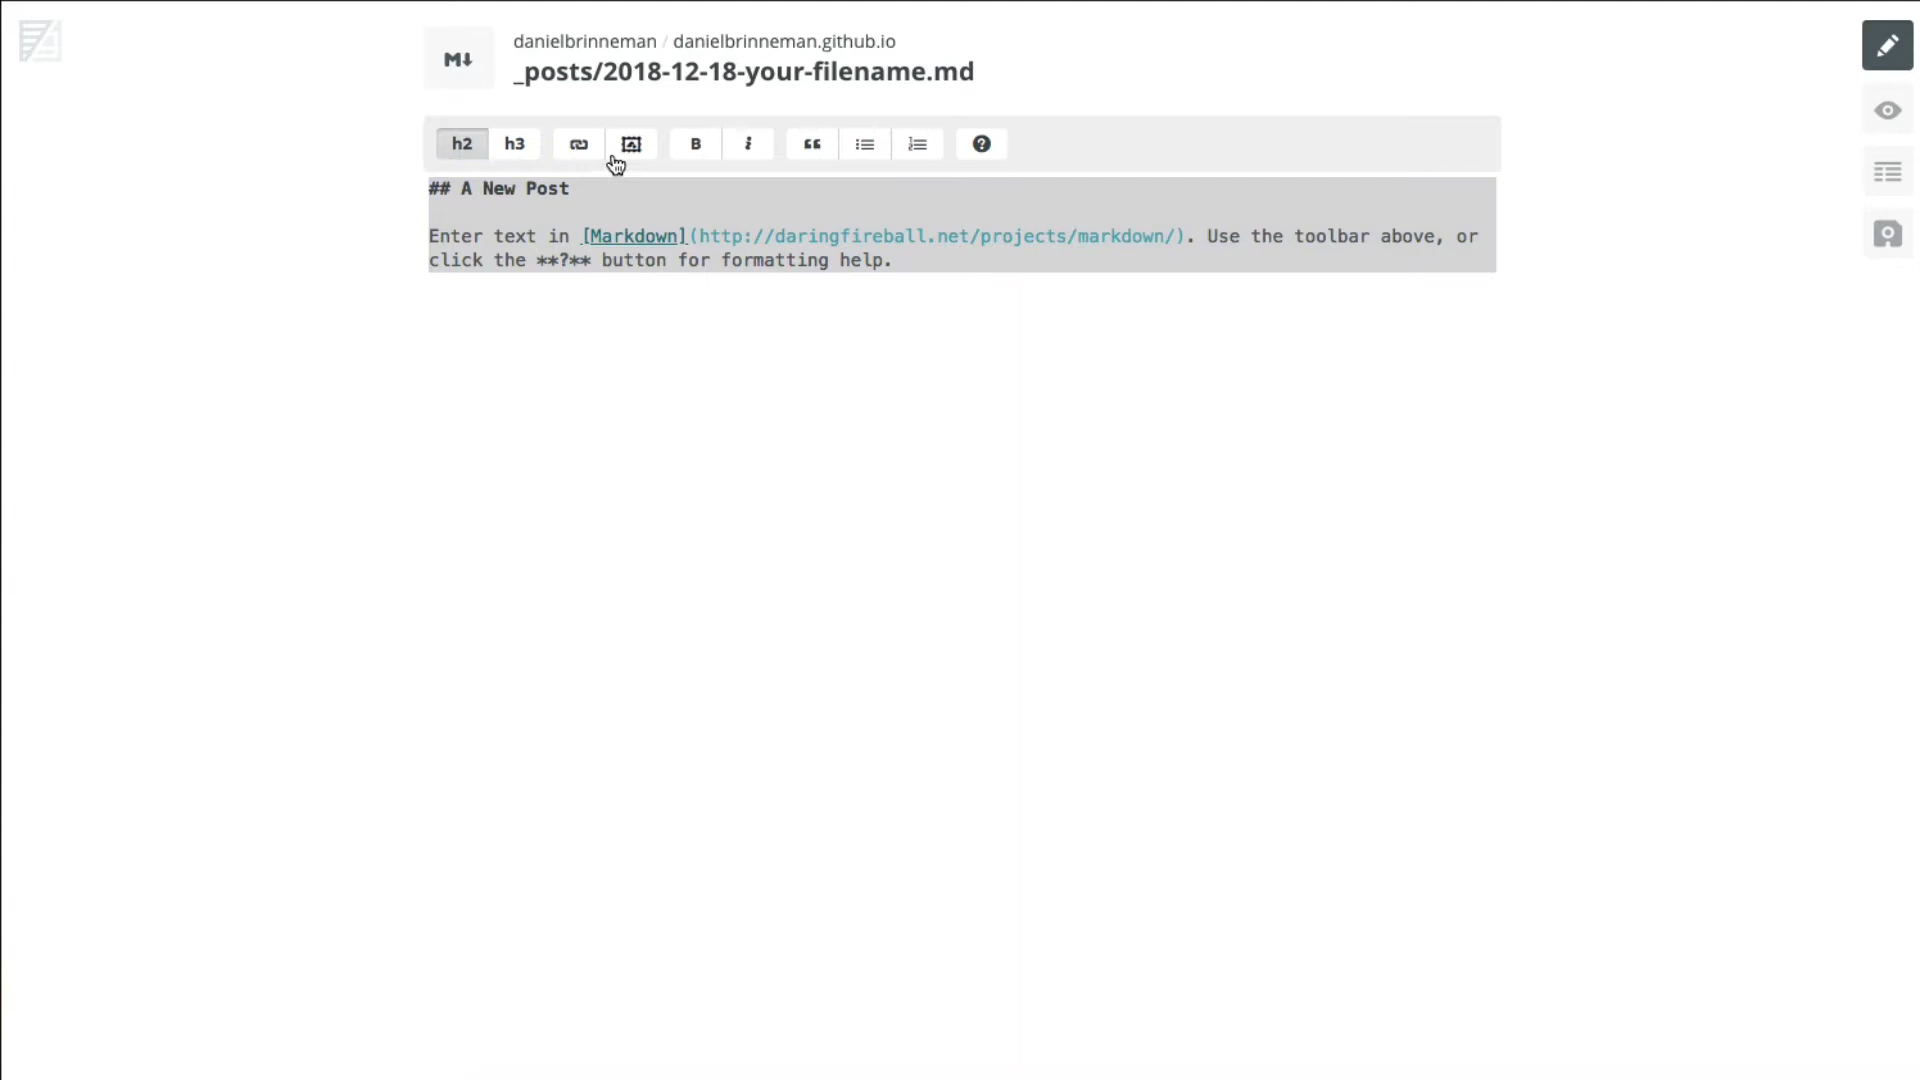 danielbrinneman / danielbrinneman.github.io
M↓
_posts/2018-12-18-your-filename.md
h2 h3 B i ❝ ?
## A New Post
Enter text in [Markdown](http://daringfireball.net/projects/markdown/). Use the toolbar above, or
click the **?** button for formatting help.